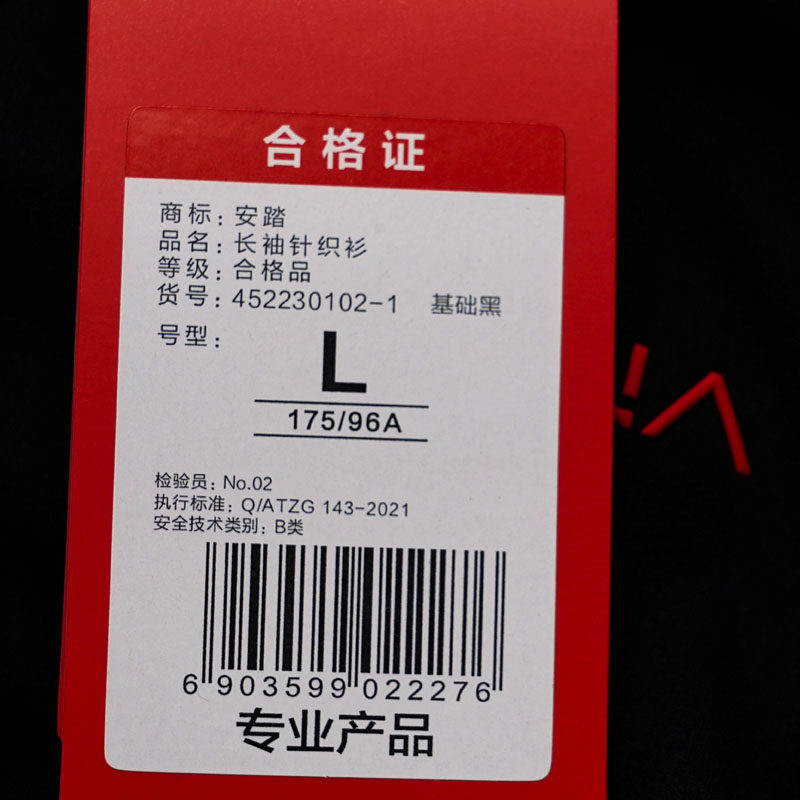 合格证
商标：安踏
品名：长袖针织衫
等级：合格品
货号：452230102-1 基础黑
号型：
L
175/96A
检验员：No.02
执行标准：Q/ATZG 143-2021
安全技术类别：B类
6 903599 022276
专业产品